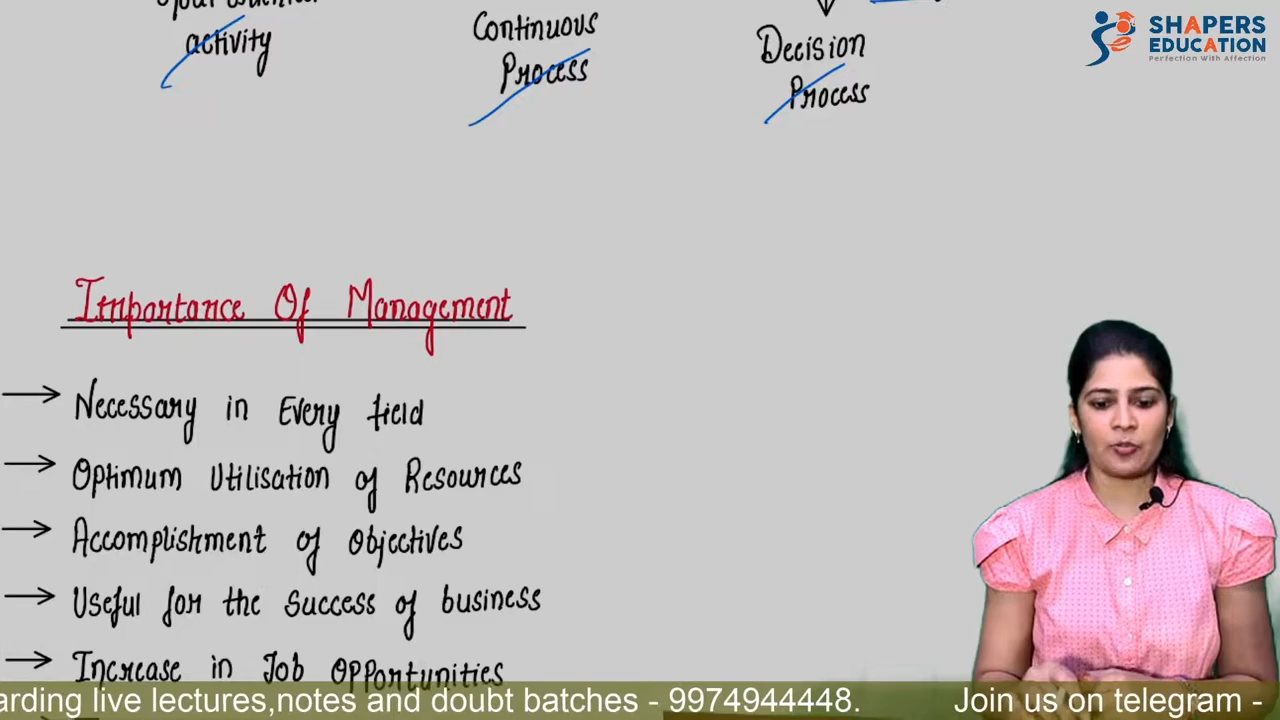 activity
Continuous
Process
Decision
Process
SHAPERS
EDUCATION
Perfection With Affection
Importance Of Management
→ Necessary in Every field
→ Optimum Utilisation of Resources
→ Accomplishment of objectives
→ Useful for the success of business
→ Increase in Job opportunities
arding live lectures,notes and doubt batches - 9974944448. Join us on telegram -